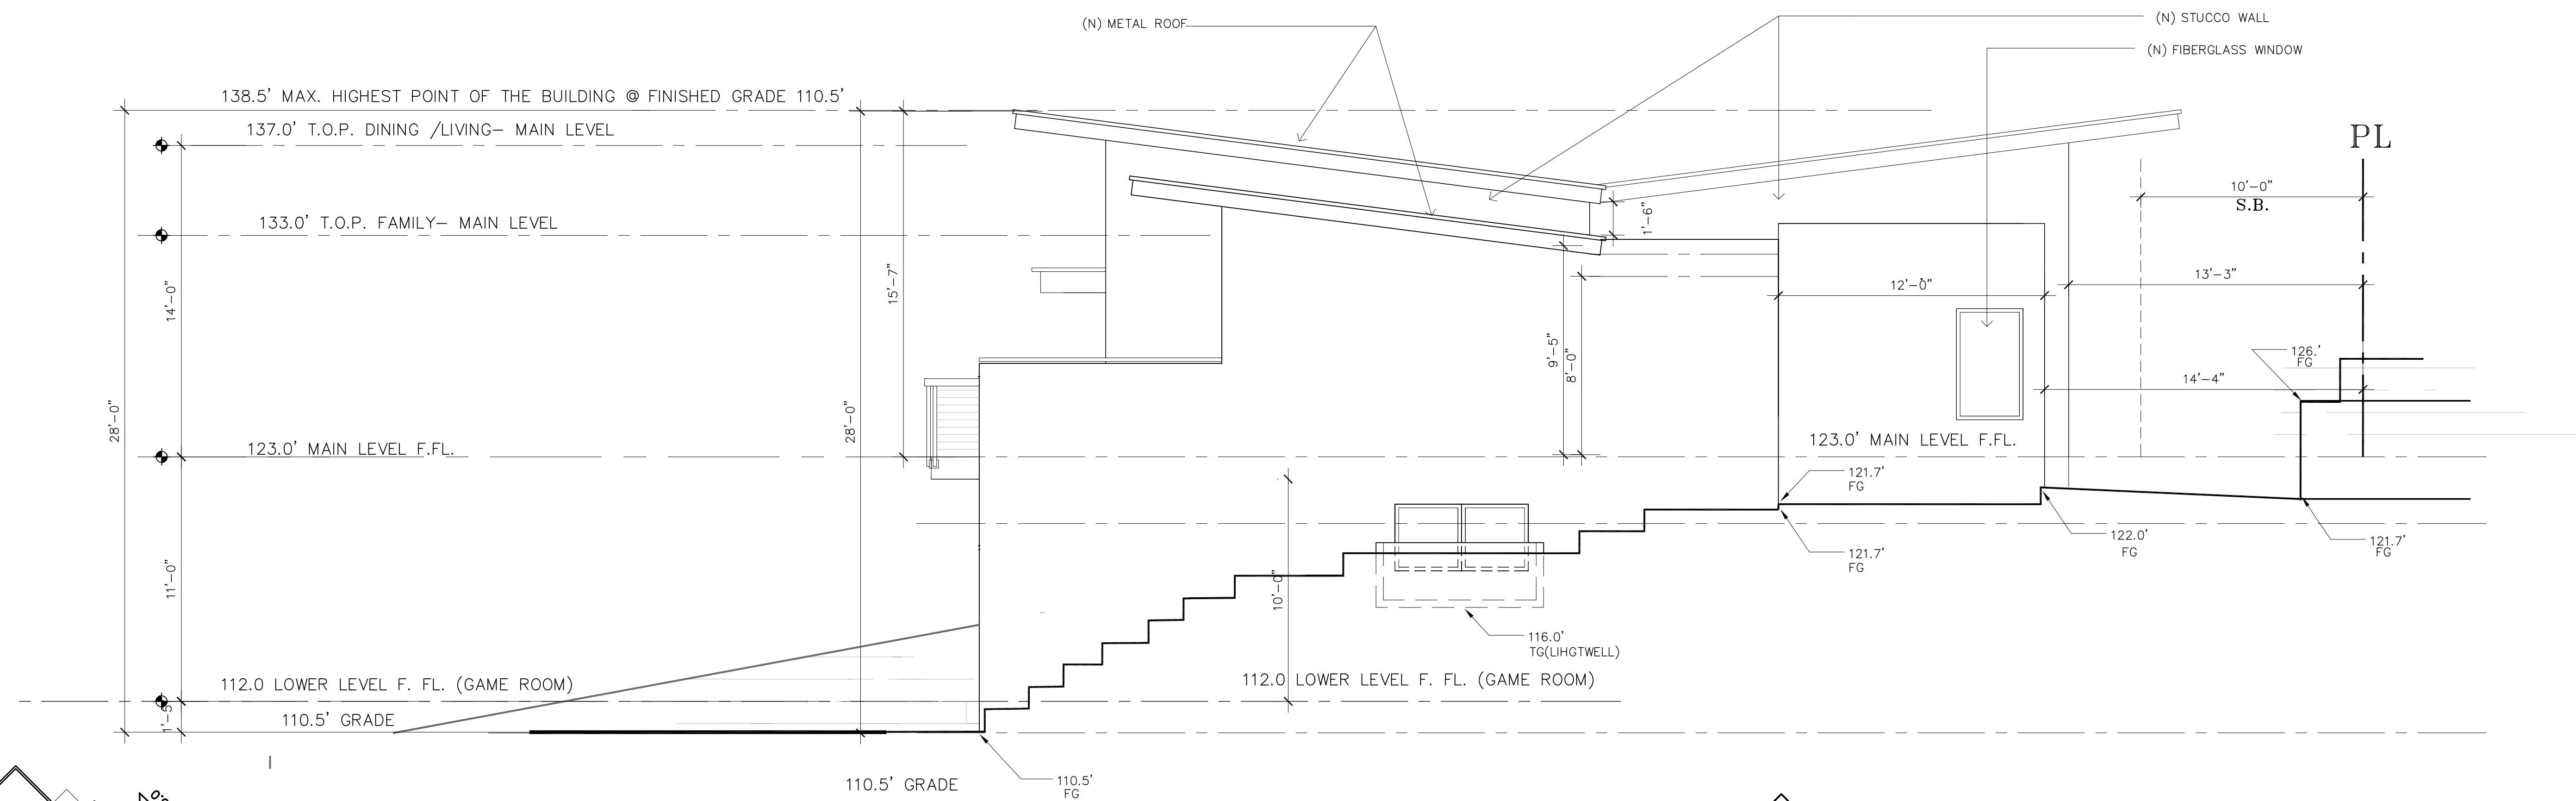 (N) METAL ROOF
(N) STUCCO WALL
(N) FIBERGLASS WINDOW
138.5' MAX. HIGHEST POINT OF THE BUILDING @ FINISHED GRADE 110.5'
137.0' T.O.P. DINING /LIVING- MAIN LEVEL
PL
10'-0"
S.B.
133.0' T.O.P. FAMILY- MAIN LEVEL
1'-6"
13'-3"
14'-0"
15'-7"
12'-0"
9'-5"
8'-0"
126.'
FG
14'-4"
28'-0"
28'-0"
123.0' MAIN LEVEL F.FL.
123.0' MAIN LEVEL F.FL.
121.7'
FG
121.7'
FG
122.0'
FG
121.7'
FG
11'-0"
10'-0"
116.0'
TG(LIHGTWELL)
112.0 LOWER LEVEL F. FL. (GAME ROOM)
112.0 LOWER LEVEL F. FL. (GAME ROOM)
1'-5"
110.5' GRADE
110.5' GRADE
110.5'
FG